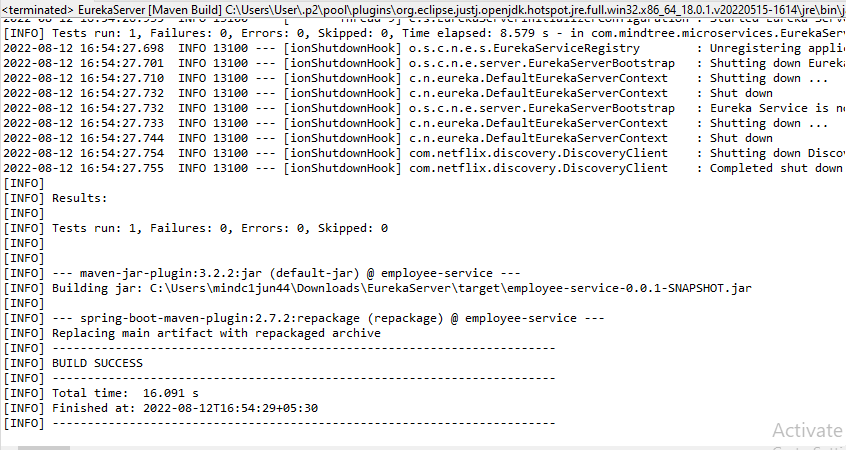 <terminated> EurekaServer [Maven Build] C:\Users\User\.p2\pool\plugins\org.eclipse.justj.openjdk.hotspot.jre.full.win32.x86_64_18.0.1.v20220515-1614\jre\bin\j
[INFO] Tests run: 1, Failures: 0, Errors: 0, Skipped: 0, Time elapsed: 8.579 s - in com.mindtree.microservices.EurekaServ
2022-08-12 16:54:27.698  INFO 13100 --- [ionShutdownHook] o.s.c.n.e.s.EurekaServiceRegistry        : Unregistering applic
2022-08-12 16:54:27.701  INFO 13100 --- [ionShutdownHook] o.s.c.n.e.server.EurekaServerBootstrap   : Shutting down Eureka
2022-08-12 16:54:27.710  INFO 13100 --- [ionShutdownHook] c.n.eureka.DefaultEurekaServerContext    : Shutting down ...
2022-08-12 16:54:27.732  INFO 13100 --- [ionShutdownHook] c.n.eureka.DefaultEurekaServerContext    : Shut down
2022-08-12 16:54:27.732  INFO 13100 --- [ionShutdownHook] o.s.c.n.e.server.EurekaServerBootstrap   : Eureka Service is no
2022-08-12 16:54:27.733  INFO 13100 --- [ionShutdownHook] c.n.eureka.DefaultEurekaServerContext    : Shutting down ...
2022-08-12 16:54:27.744  INFO 13100 --- [ionShutdownHook] c.n.eureka.DefaultEurekaServerContext    : Shut down
2022-08-12 16:54:27.754  INFO 13100 --- [ionShutdownHook] com.netflix.discovery.DiscoveryClient    : Shutting down Disco
2022-08-12 16:54:27.755  INFO 13100 --- [ionShutdownHook] com.netflix.discovery.DiscoveryClient    : Completed shut down
[INFO]
[INFO] Results:
[INFO]
[INFO] Tests run: 1, Failures: 0, Errors: 0, Skipped: 0
[INFO]
[INFO]
[INFO] --- maven-jar-plugin:3.2.2:jar (default-jar) @ employee-service ---
[INFO] Building jar: C:\Users\mindc1jun44\Downloads\EurekaServer\target\employee-service-0.0.1-SNAPSHOT.jar
[INFO]
[INFO] --- spring-boot-maven-plugin:2.7.2:repackage (repackage) @ employee-service ---
[INFO] Replacing main artifact with repackaged archive
[INFO] ------------------------------------------------------------------------
[INFO] BUILD SUCCESS
[INFO] ------------------------------------------------------------------------
[INFO] Total time:  16.091 s
[INFO] Finished at: 2022-08-12T16:54:29+05:30
[INFO] ------------------------------------------------------------------------
Activate